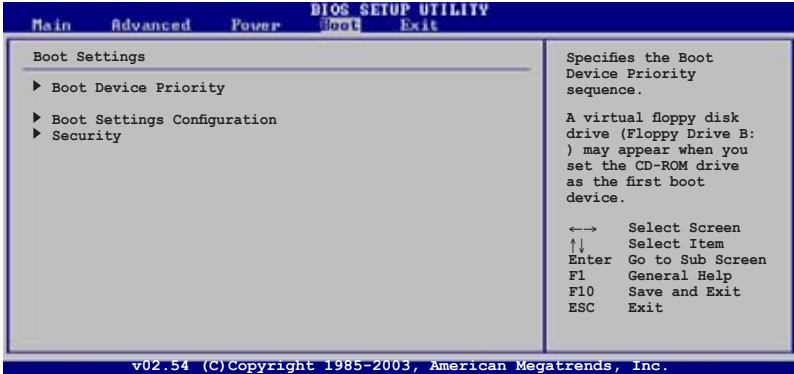 BIOS SETUP UTILITY
Main Advanced Power Boot Exit
Boot Settings
Boot Device Priority
Boot Settings Configuration
Security
Specifies the Boot
Device Priority
sequence.
A virtual floppy disk
drive (Floppy Drive B:
) may appear when you
set the CD-ROM drive
as the first boot
device.
←→ Select Screen
↑↓ Select Item
Enter Go to Sub Screen
F1 General Help
F10 Save and Exit
ESC Exit
v02.54 (C)Copyright 1985-2003, American Megatrends, Inc.